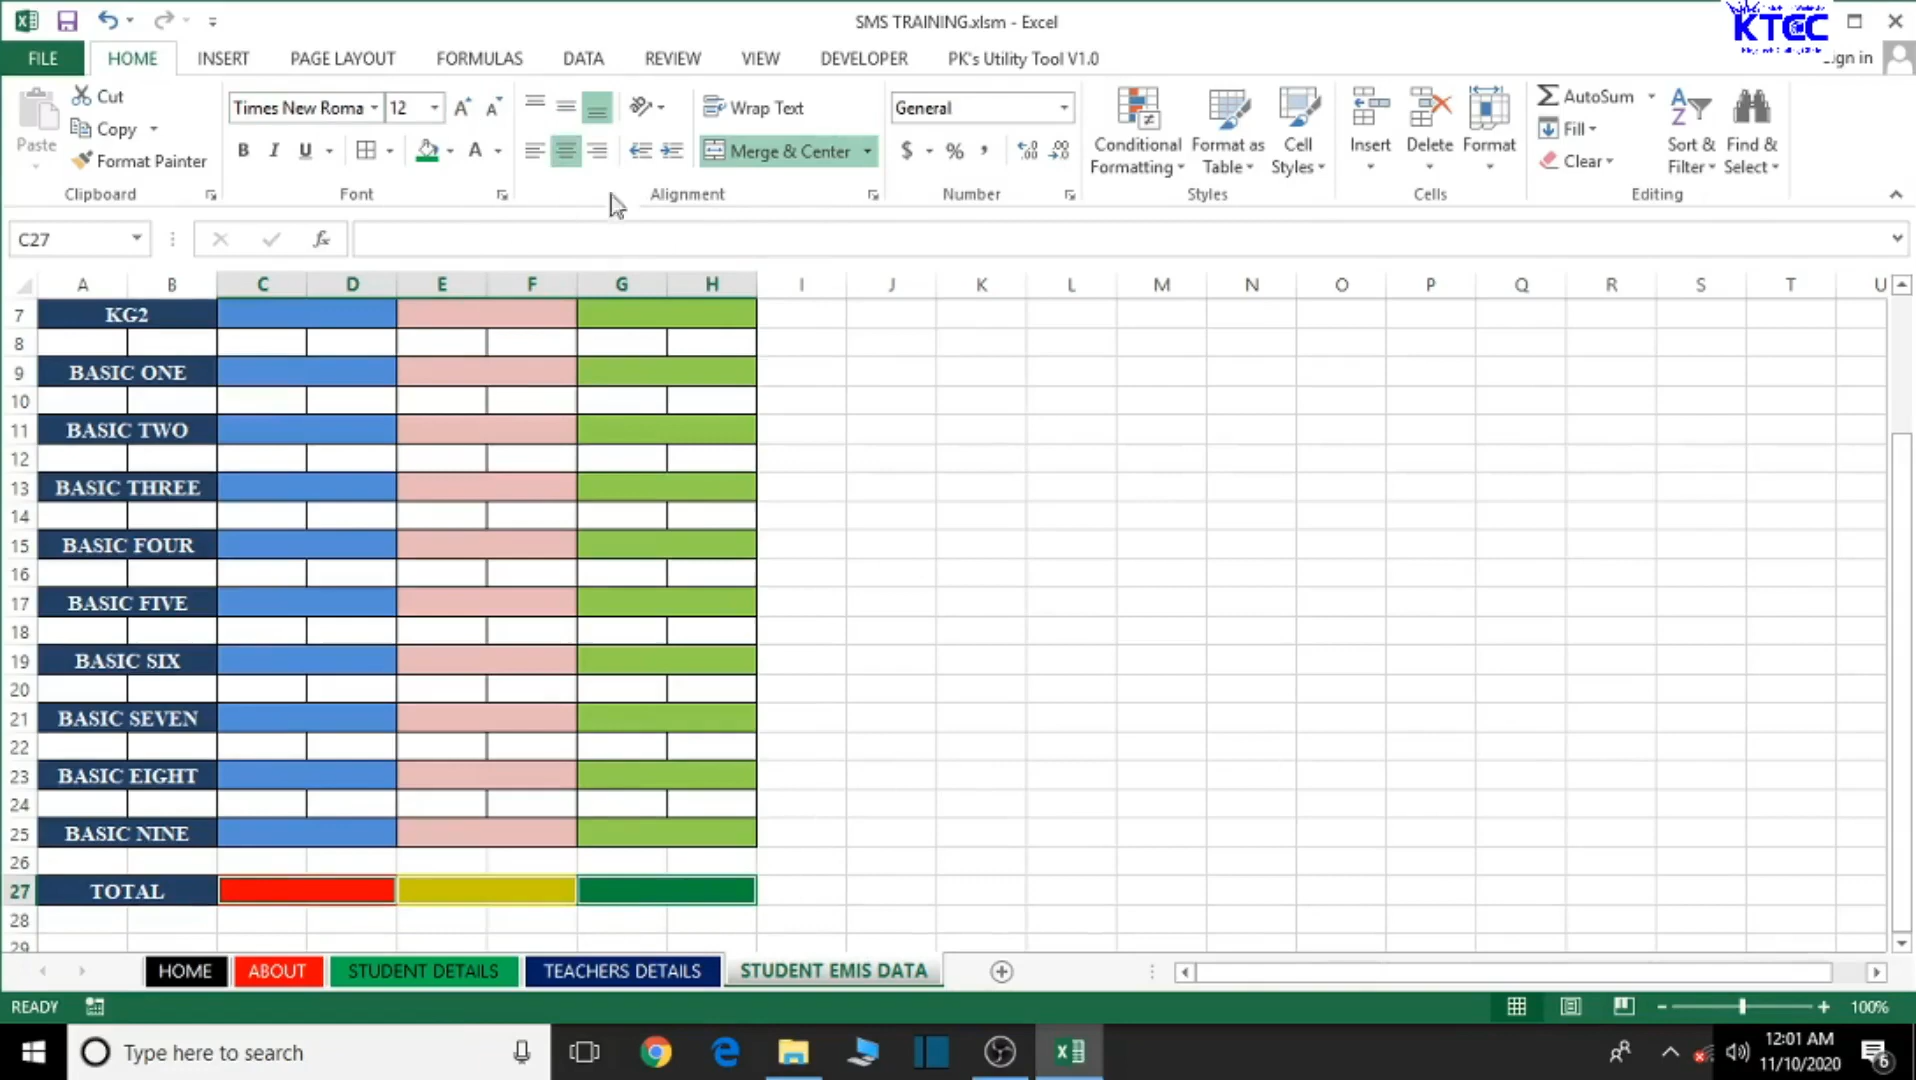 SMS TRAINING.xlsm - Excel
KTCC
FILE HOME INSERT PAGE LAYOUT FORMULAS DATA REVIEW VIEW DEVELOPER PK's Utility Tool V1.0
Paste
Cut
Copy
Format Painter
Clipboard
Times New Roma 12
B I U
Font
Wrap Text
Merge & Center
Alignment
General
$ % ,
Number
Conditional Formatting
Format as Table
Cell Styles
Styles
Insert
Delete
Format
Cells
AutoSum
Fill
Clear
Sort & Filter
Find & Select
Editing
C27
fx
A B C D E F G H I J K L M N O P Q R S T U
7 KG2
8
9 BASIC ONE
10
11 BASIC TWO
12
13 BASIC THREE
14
15 BASIC FOUR
16
17 BASIC FIVE
18
19 BASIC SIX
20
21 BASIC SEVEN
22
23 BASIC EIGHT
24
25 BASIC NINE
26
27 TOTAL
28
29
HOME ABOUT STUDENT DETAILS TEACHERS DETAILS STUDENT EMIS DATA
READY
100%
Type here to search
12:01 AM
11/10/2020
6